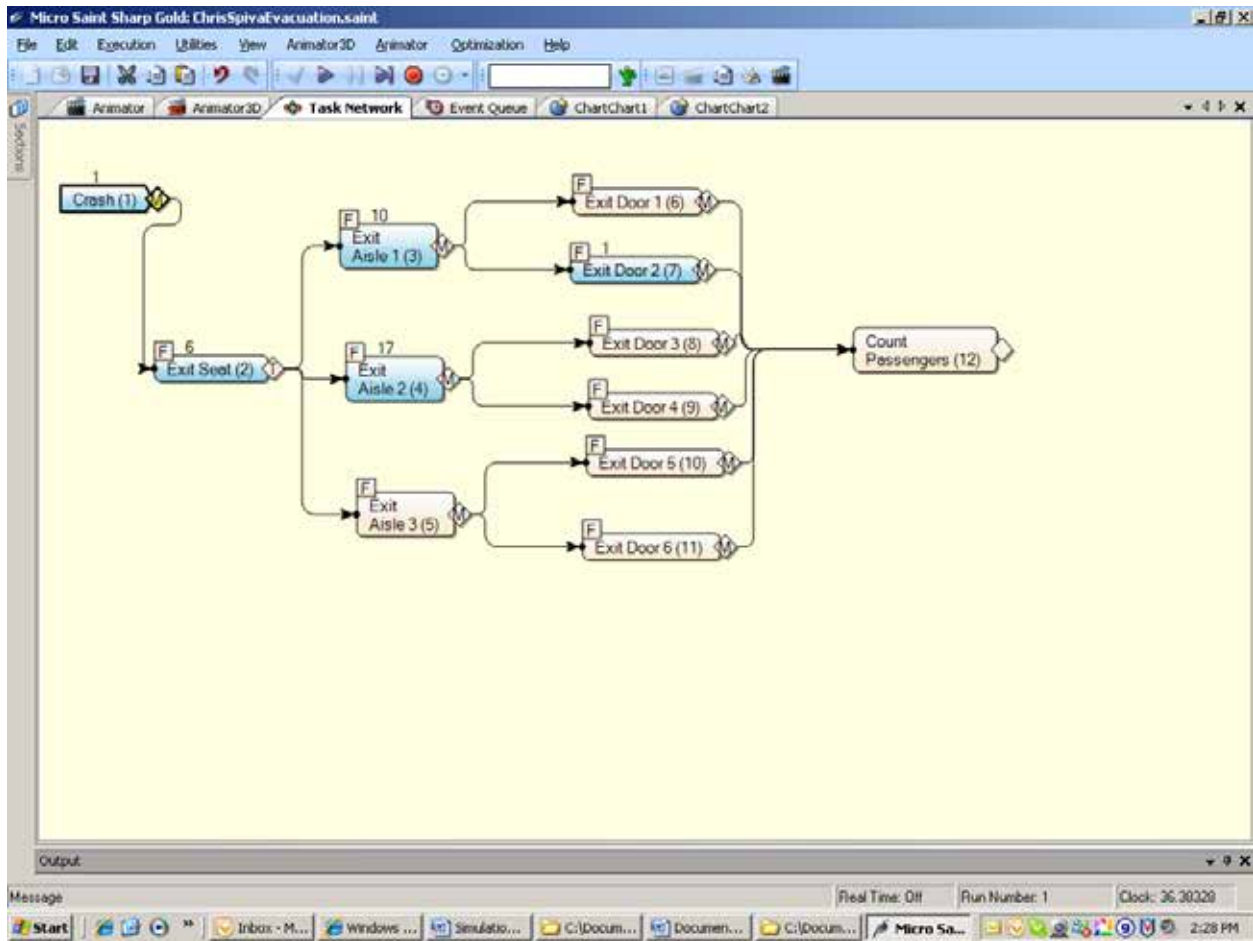 Micro Saint Sharp Gold: ChrisSpivaEvacuation.saint
File Edit Execution Utilities View Animator3D Animator Optimization Help
Animator Animator3D Task Network Event Queue ChartChart1 ChartChart2
Sections
1
Crash (1) M
F 10
Exit
Aisle 1 (3) M
F
Exit Door 1 (6) M
F 1
Exit Door 2 (7) M
F 6
Exit Seat (2) T
F 17
Exit
Aisle 2 (4) M
F
Exit Door 3 (8) M
F
Exit Door 4 (9) M
F
Exit
Aisle 3 (5) M
F
Exit Door 5 (10) M
F
Exit Door 6 (11) M
Count
Passengers (12)
Output
Message Real Time: Off Run Number: 1 Clock: 36.38328
Start Inbox - M... Windows ... Simulatio... C:\Docum... Documen... C:\Docum... Micro Sa... 2:28 PM